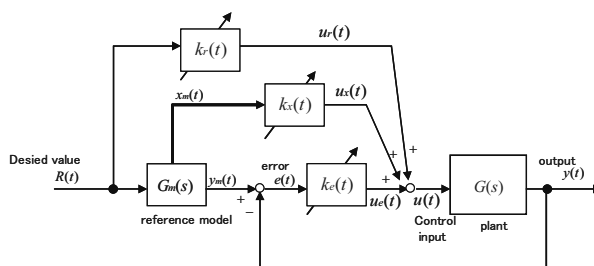 ur(t)
kr(t)
xm(t)
ux(t)
kx(t)
+
+
Desied value
R(t)
Gm(s)
ym(t)
error
e(t)
ke(t)
+
ue(t)
u(t)
G(s)
output
y(t)
+
−
reference model
Control
input
plant